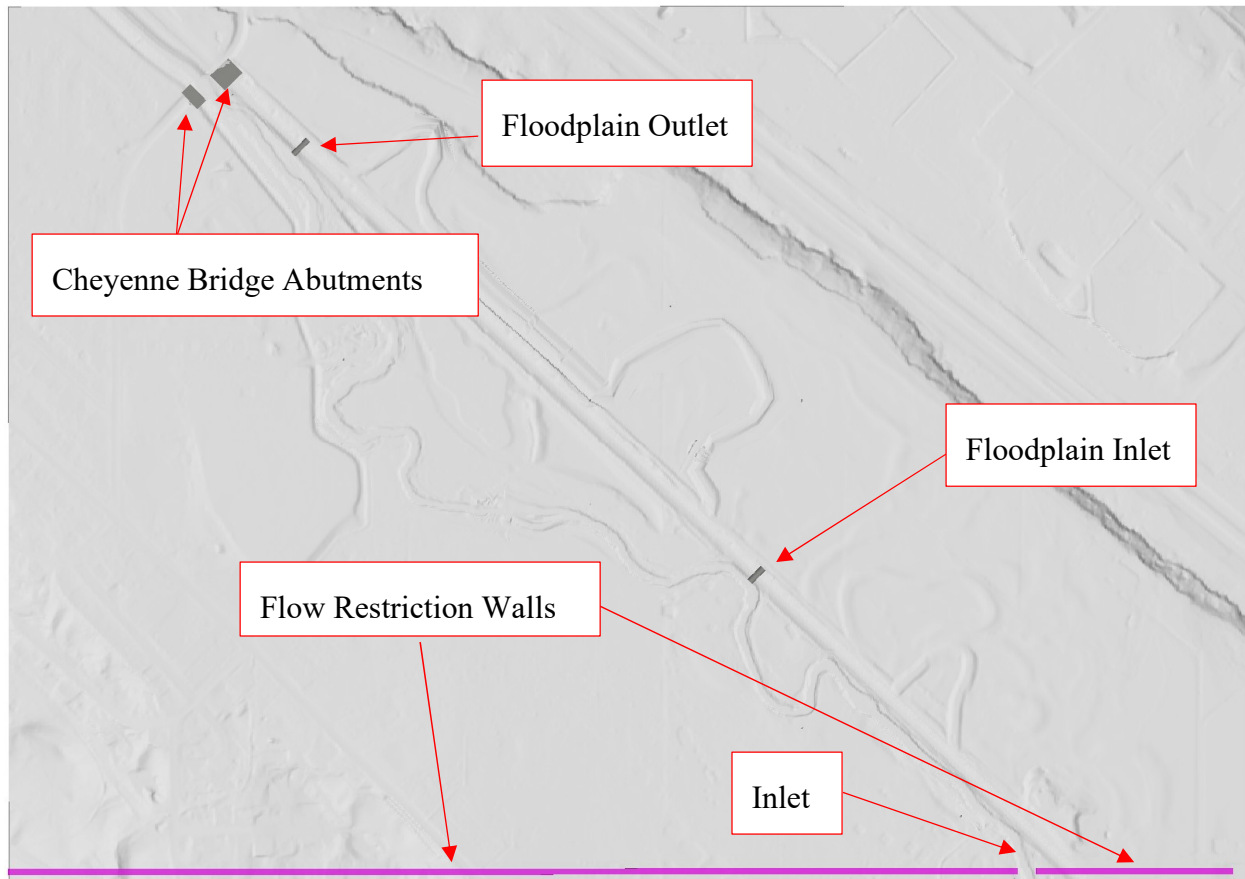 Floodplain Outlet
Cheyenne Bridge Abutments
Floodplain Inlet
Flow Restriction Walls
Inlet